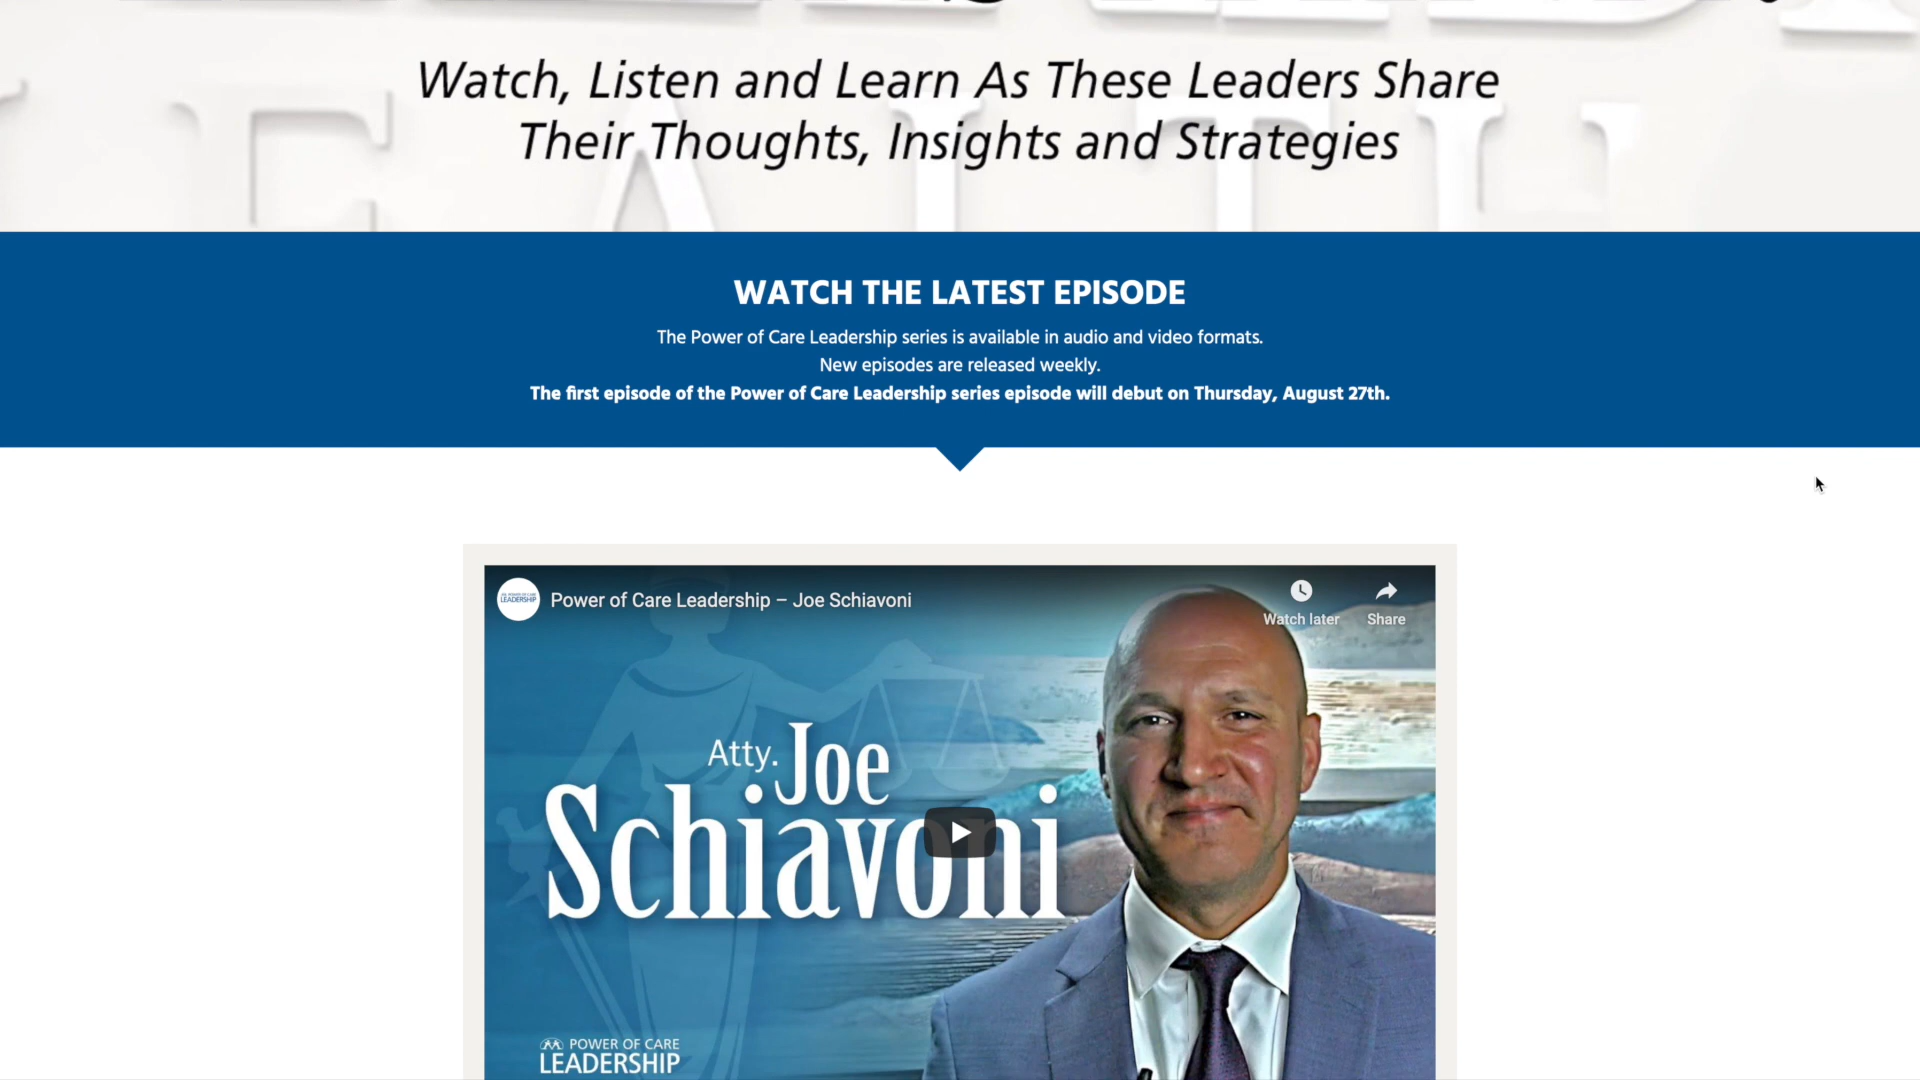 Watch, Listen and Learn As These Leaders Share
Their Thoughts, Insights and Strategies
WATCH THE LATEST EPISODE
The Power of Care Leadership series is available in audio and video formats.
New episodes are released weekly.
The first episode of the Power of Care Leadership series episode will debut on Thursday, August 27th.
LEADERSHIP
Power of Care Leadership – Joe Schiavoni
Watch later
Share
Atty. Joe
Schiavoni
POWER OF CARE
LEADERSHIP